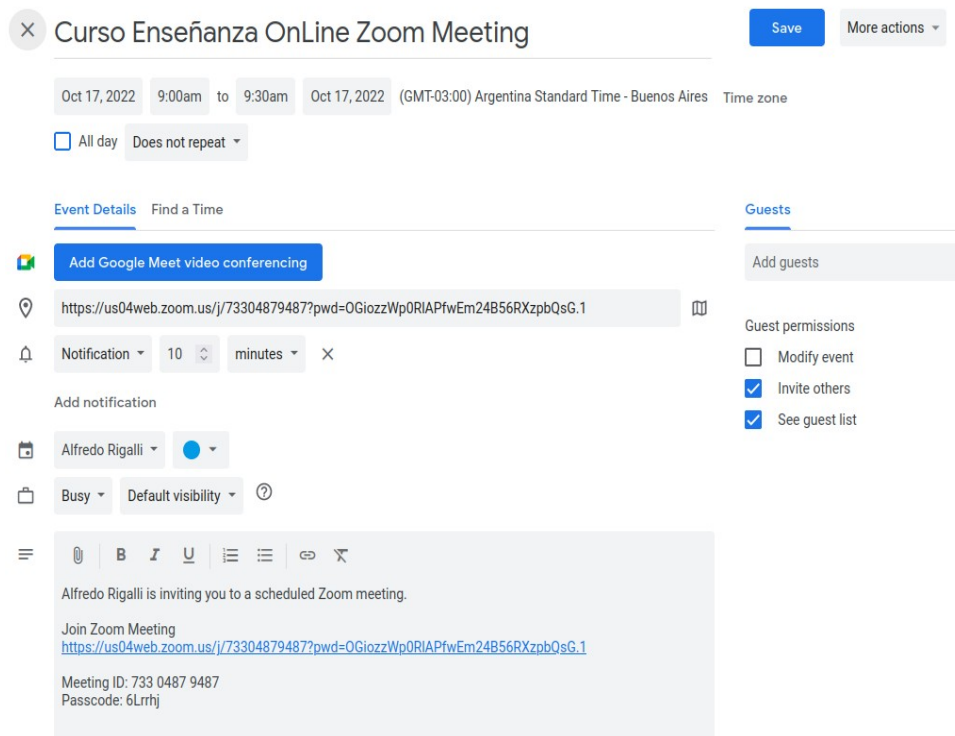 Curso Enseñanza OnLine Zoom Meeting
Save
More actions
Oct 17, 2022 9:00am to 9:30am Oct 17, 2022 (GMT-03:00) Argentina Standard Time - Buenos Aires Time zone
All day Does not repeat
Event Details Find a Time
Guests
Add Google Meet video conferencing
Add guests
https://us04web.zoom.us/j/73304879487?pwd=OGiozzWp0RlAPfwEm24B56RXzpbQsG.1
Guest permissions
Notification 10 minutes
Modify event
Invite others
Add notification
See guest list
Alfredo Rigalli
Busy Default visibility
B I U
Alfredo Rigalli is inviting you to a scheduled Zoom meeting.
Join Zoom Meeting
https://us04web.zoom.us/j/73304879487?pwd=OGiozzWp0RlAPfwEm24B56RXzpbQsG.1
Meeting ID: 733 0487 9487
Passcode: 6Lrrhj